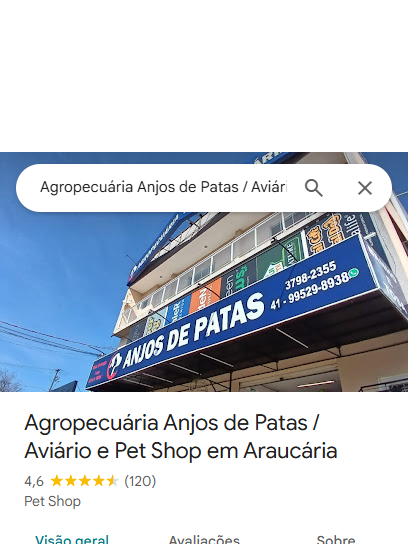 Agropecuária Anjos de Patas / Aviári
3798-2355
41 - 99529-8938
ANJOS DE PATAS
Agropecuária Anjos de Patas /
Aviário e Pet Shop em Araucária
4,6 (120)
Pet Shop
Visão geral Avaliações Sobre